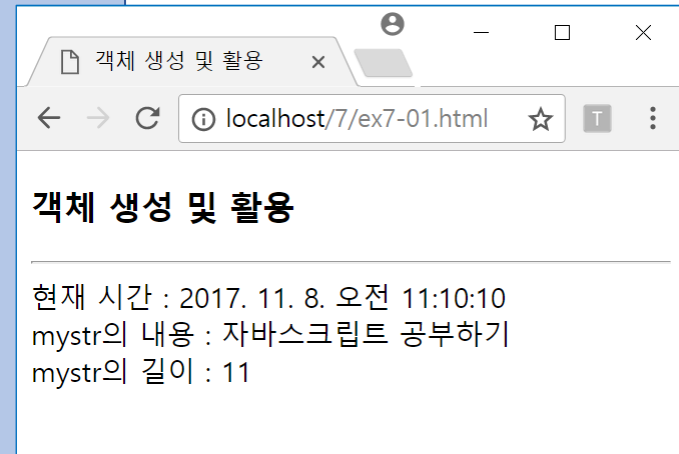 객체 생성 및 활용
localhost/7/ex7-01.html
T
객체 생성 및 활용
현재 시간 : 2017. 11. 8. 오전 11:10:10
mystr의 내용 : 자바스크립트 공부하기
mystr의 길이 : 11